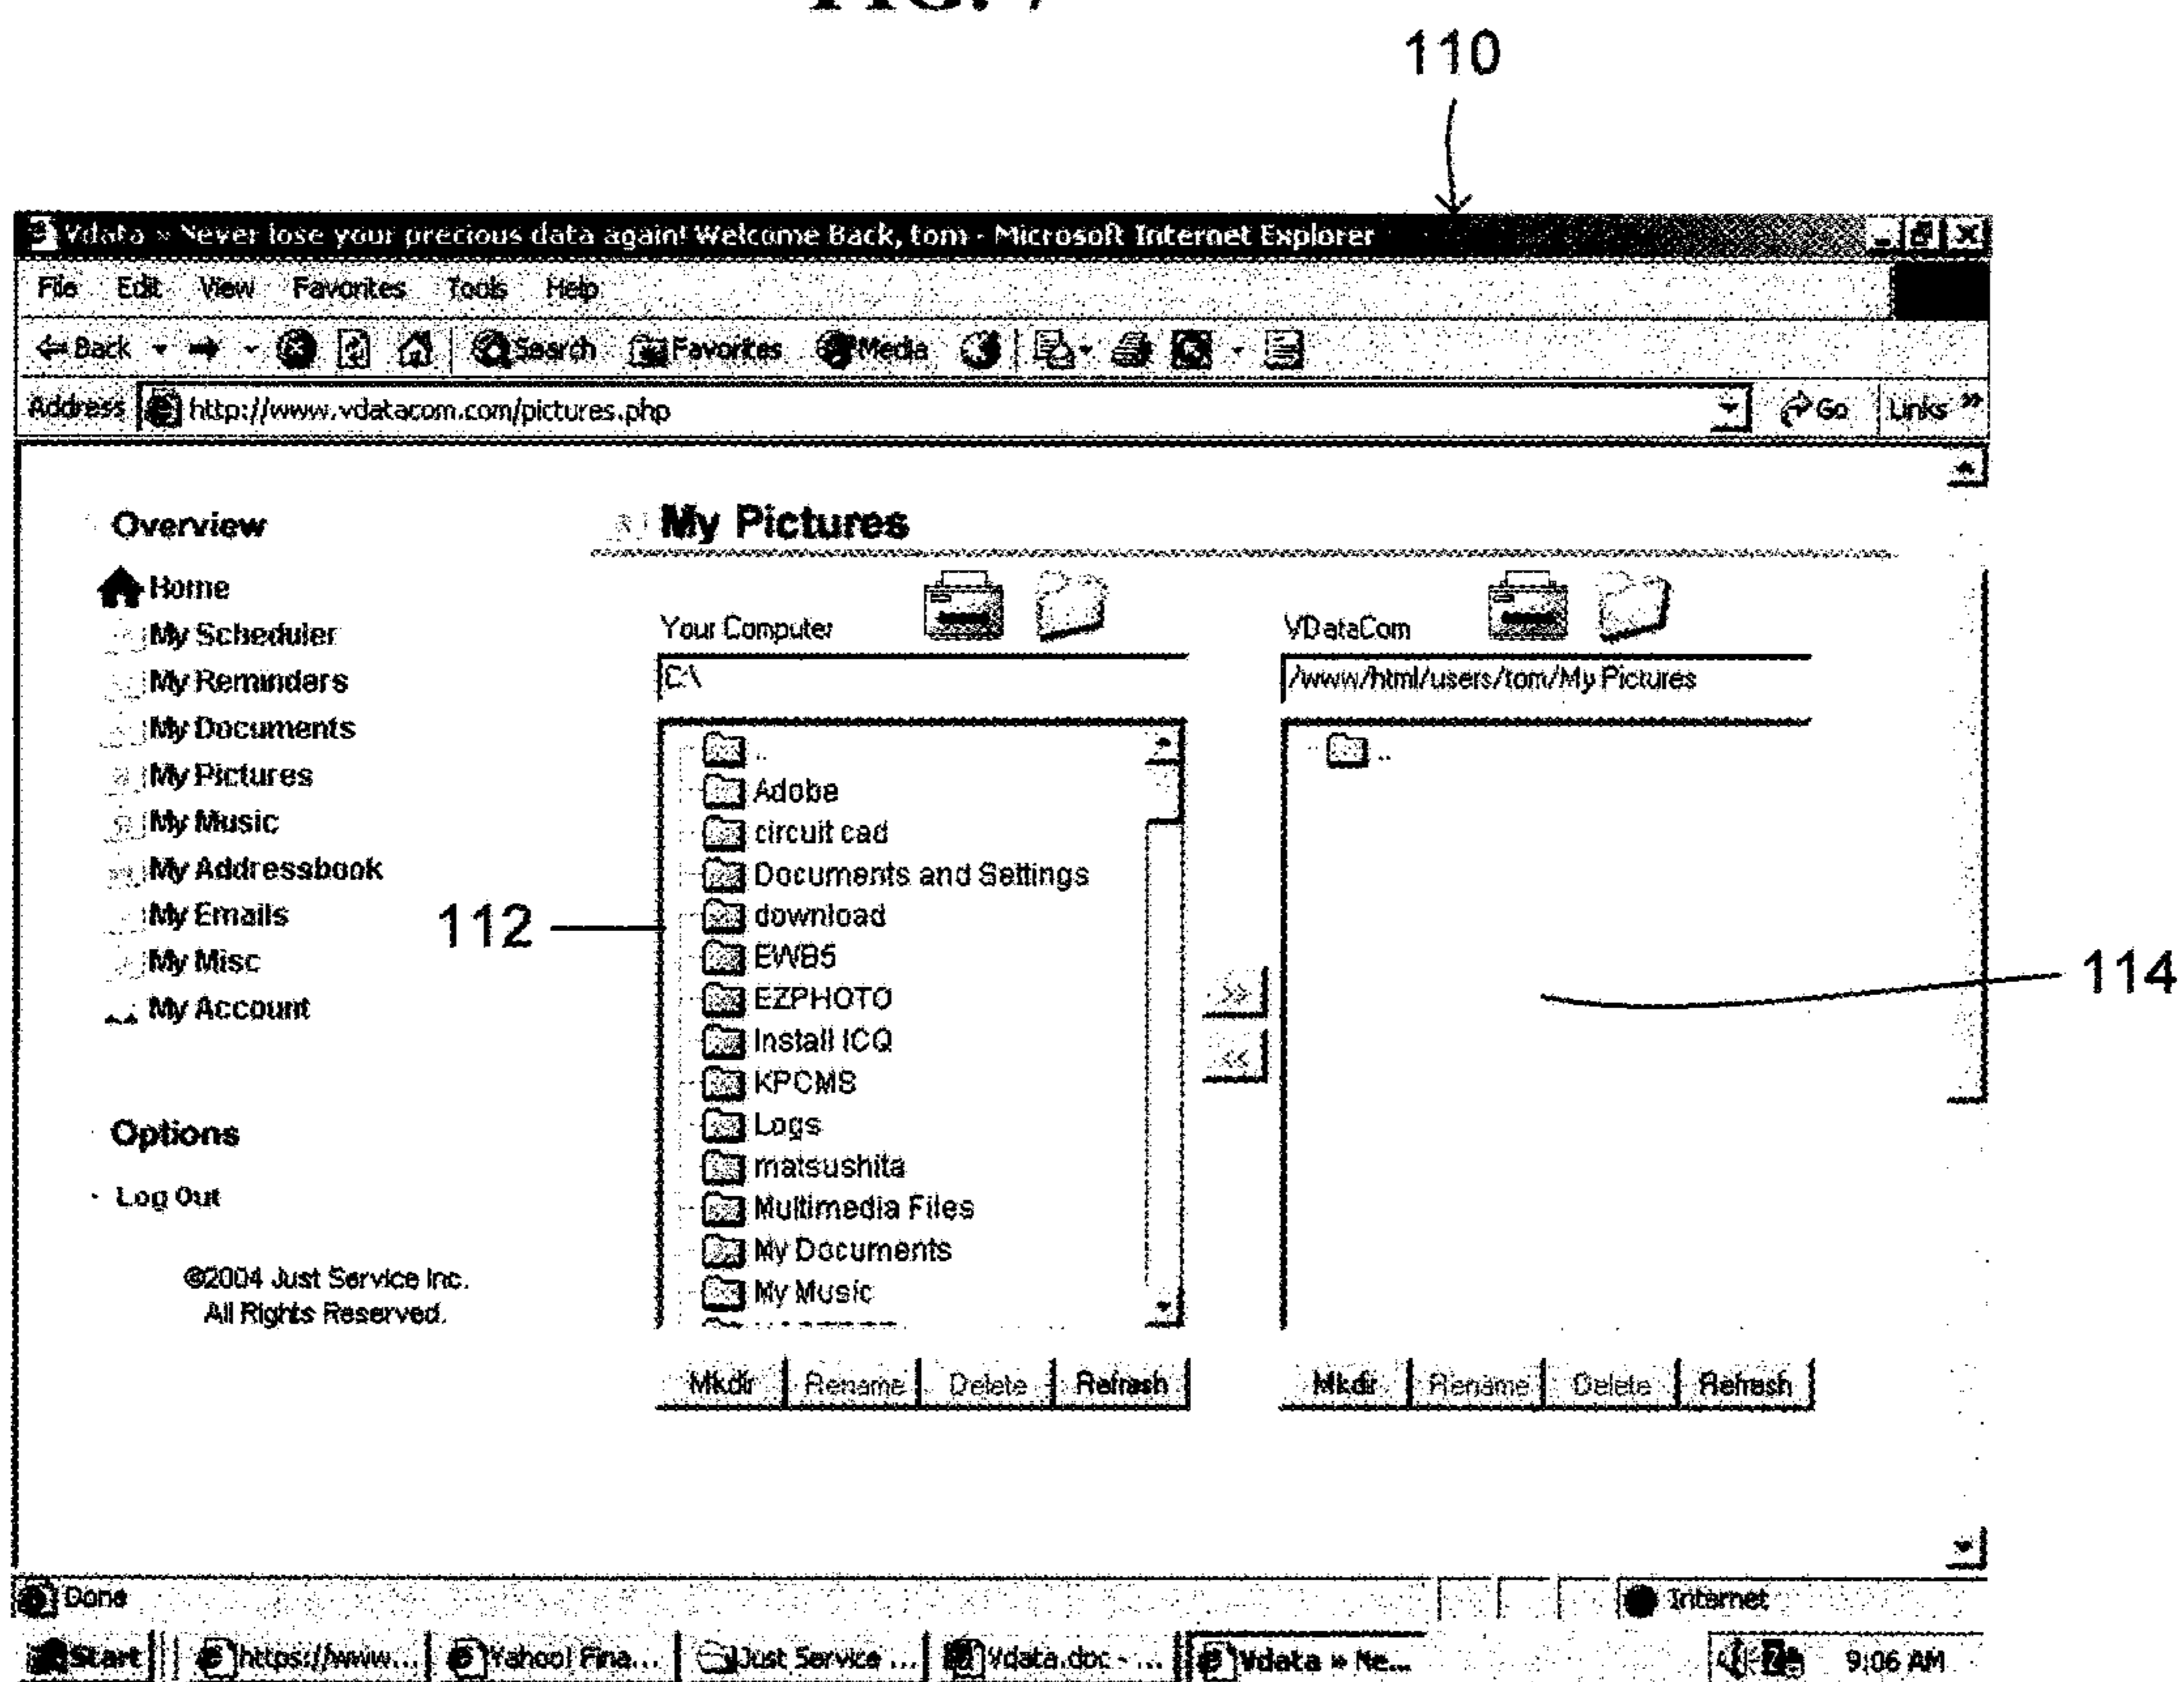 FIG. 7
110
Vdata » Never lose your precious data again! Welcome Back, tom - Microsoft Internet Explorer
File Edit View Favorites Tools Help
Back Search Favorites Media
Address http://www.vdatacom.com/pictures.php Go Links »
Overview
Home
My Scheduler
My Reminders
My Documents
My Pictures
My Music
My Addressbook
My Emails
My Misc
My Account
Options
Log Out
©2004 Just Service Inc.
All Rights Reserved.
My Pictures
Your Computer
C:\
..
Adobe
circuit cad
Documents and Settings
download
EWB5
EZPHOTO
Install ICQ
KPCMS
Logs
matsushita
Multimedia Files
My Documents
My Music
Mkdir Rename Delete Refresh
112
>>
<<
VDataCom
/www/html/users/tom/My Pictures
..
Mkdir Rename Delete Refresh
114
Done Internet
Start https://www... Yahoo! Fina... Just Service ... Vdata.doc - ... Vdata » Ne... 9:06 AM